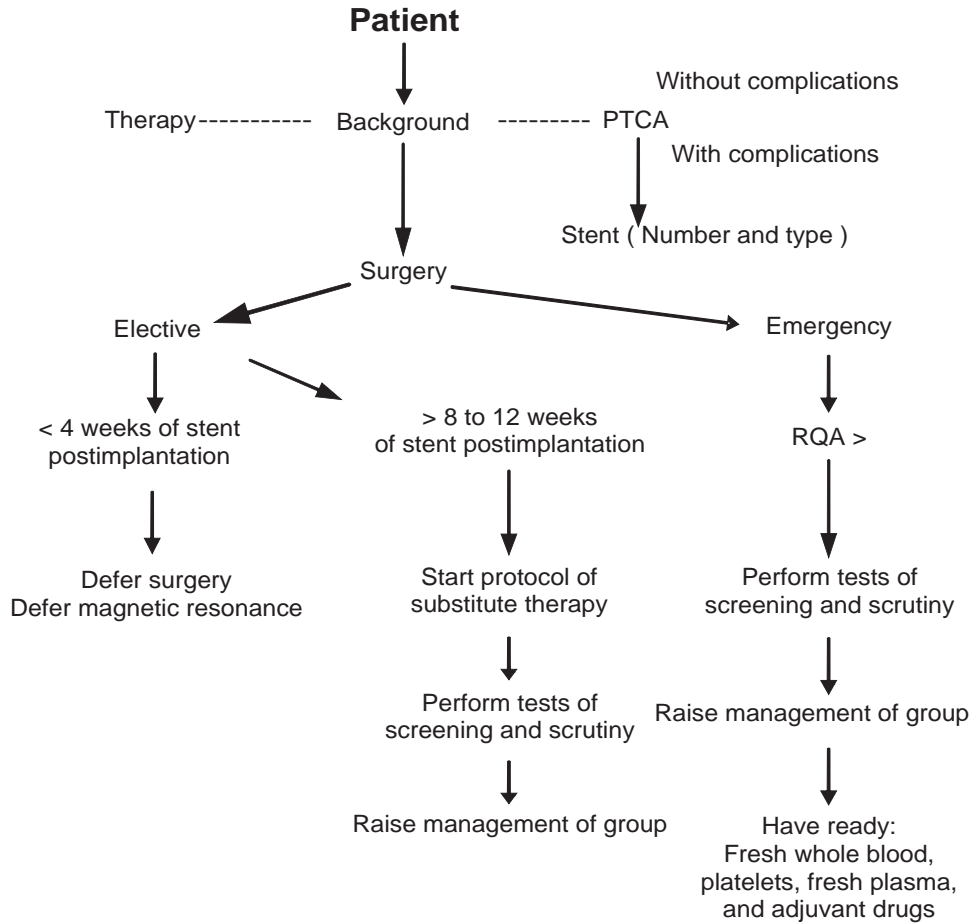 Patient
Without complications
Therapy----------- Background --------- PTCA
With complications
Stent ( Number and type )
Surgery
Elective
Emergency
< 4 weeks of stent
postimplantation
> 8 to 12 weeks
of stent postimplantation
RQA >
Defer surgery
Defer magnetic resonance
Start protocol of
substitute therapy
Perform tests of
screening and scrutiny
Perform tests of
screening and scrutiny
Raise management of group
Raise management of group
Have ready:
Fresh whole blood,
platelets, fresh plasma,
and adjuvant drugs